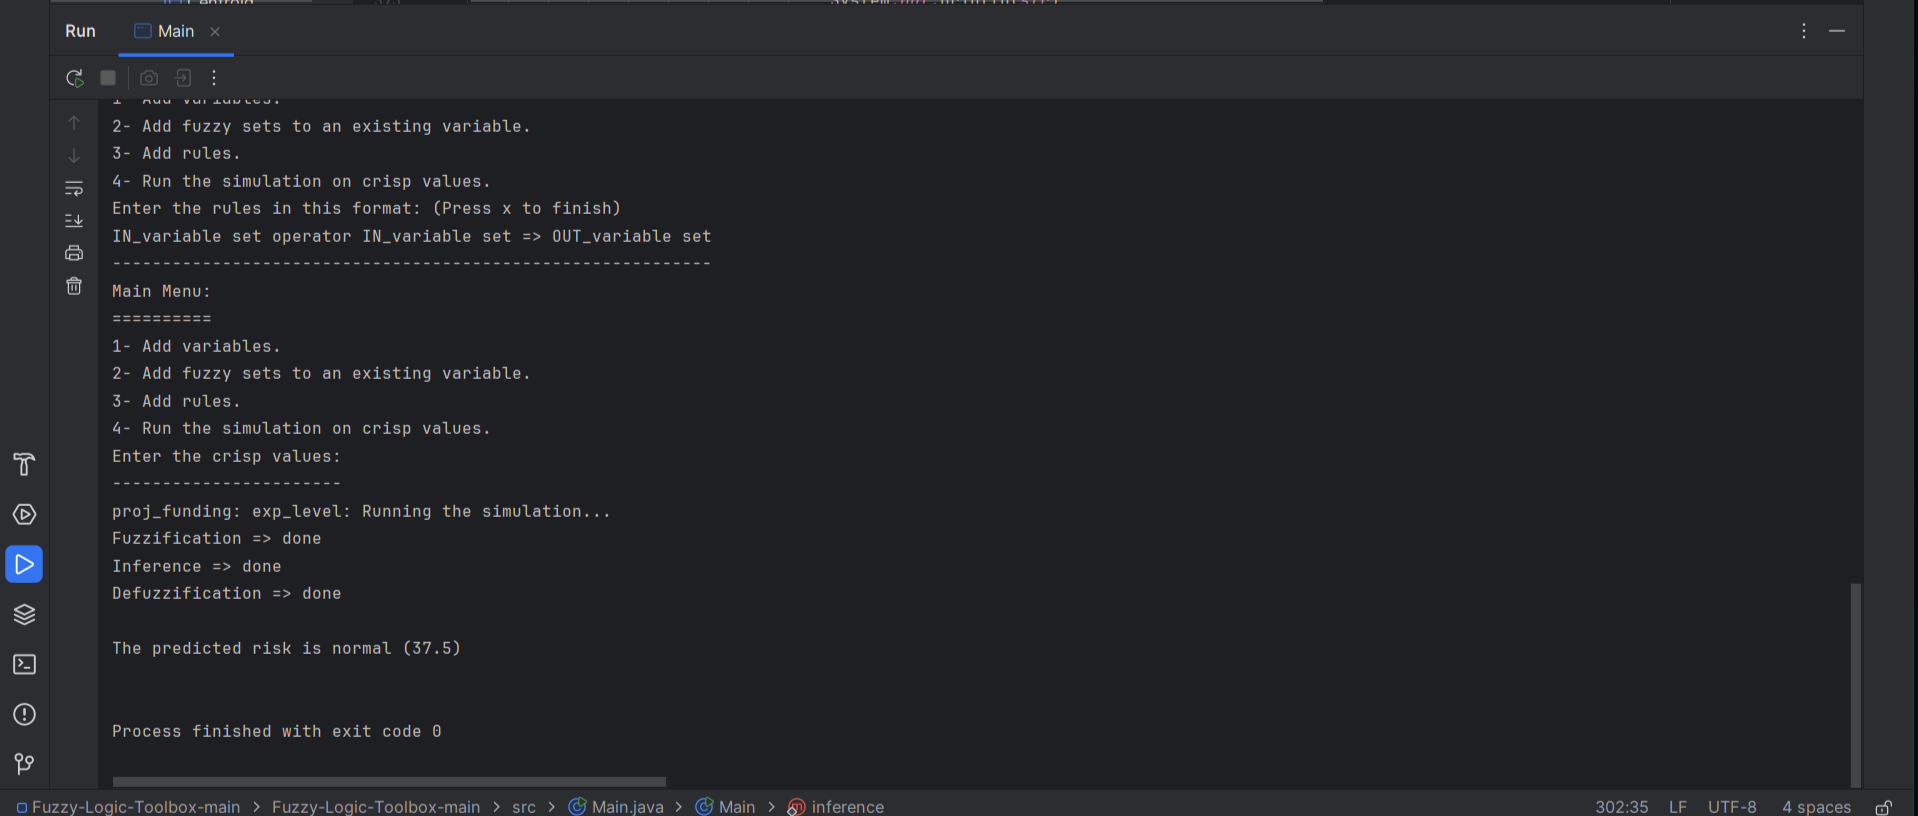 Run Main
1- Add variables.
2- Add fuzzy sets to an existing variable.
3- Add rules.
4- Run the simulation on crisp values.
Enter the rules in this format: (Press x to finish)
IN_variable set operator IN_variable set => OUT_variable set
------------------------------------------------------------
Main Menu:
==========
1- Add variables.
2- Add fuzzy sets to an existing variable.
3- Add rules.
4- Run the simulation on crisp values.
Enter the crisp values:
-----------------------
proj_funding: exp_level: Running the simulation...
Fuzzification => done
Inference => done
Defuzzification => done
The predicted risk is normal (37.5)
Process finished with exit code 0
Fuzzy-Logic-Toolbox-main > Fuzzy-Logic-Toolbox-main > src > Main.java > Main > inference 302:35 LF UTF-8 4 spaces